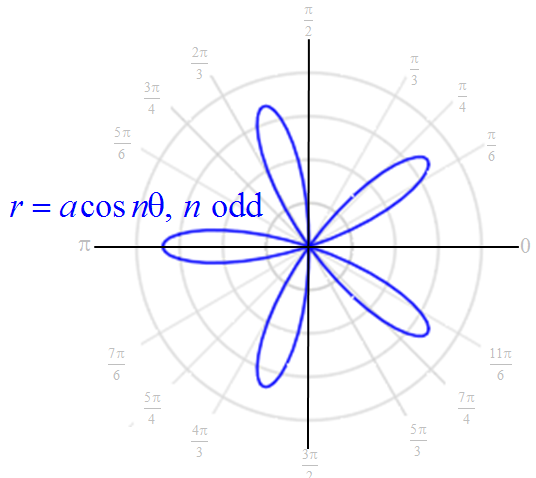 π/2
2π/3
π/3
3π/4
π/4
5π/6
π/6
r = a cos nθ, n odd
π
0
7π/6
11π/6
5π/4
7π/4
4π/3
5π/3
3π/2